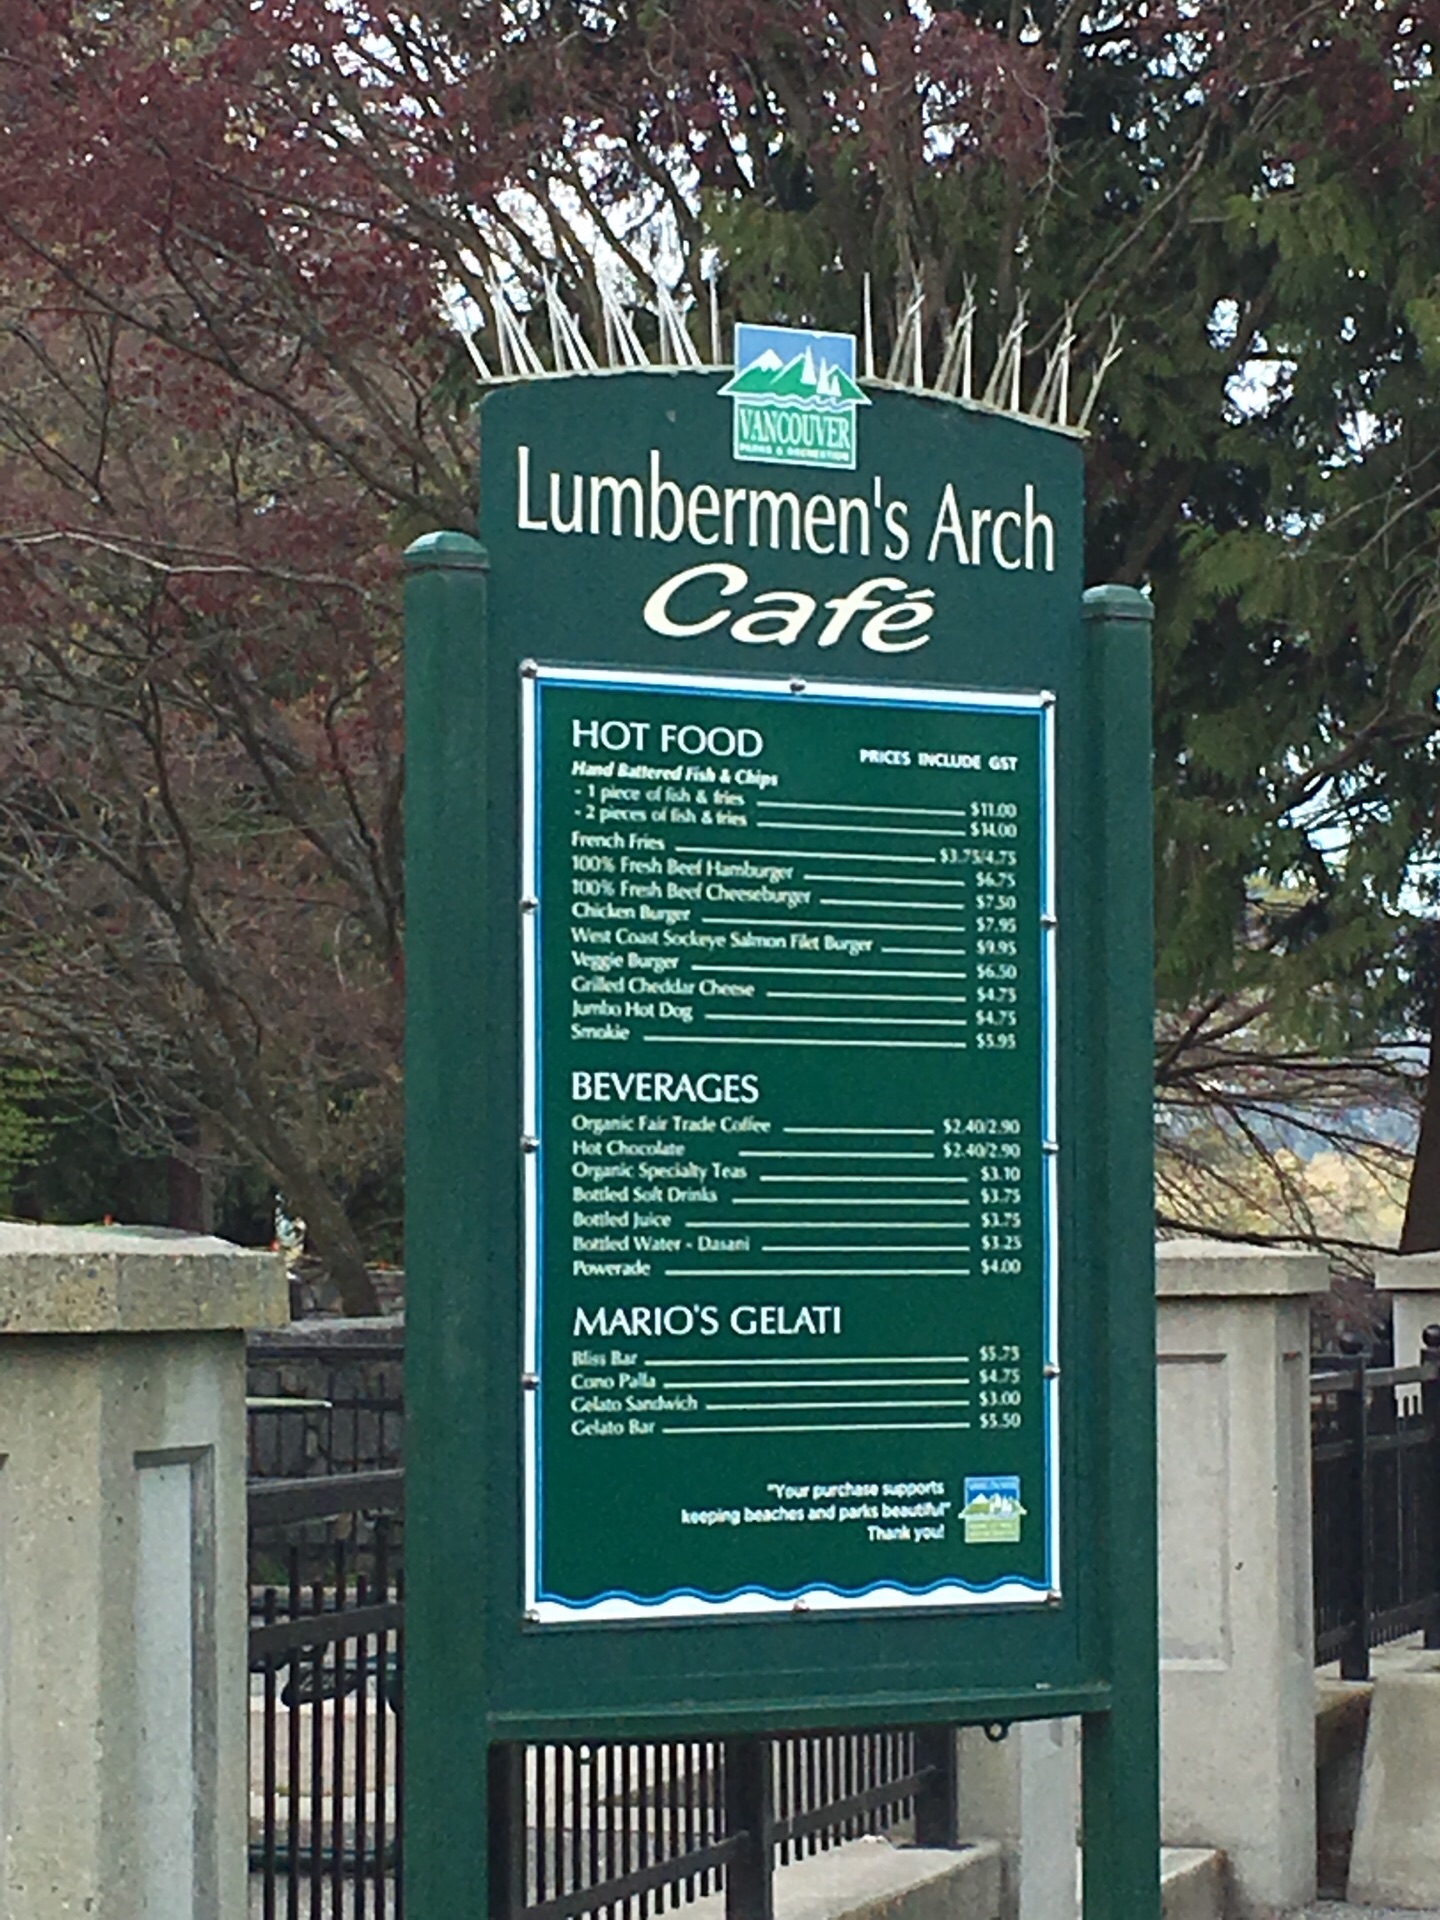 VANCOUVER
PARKS & RECREATION
Lumbermen's Arch
Café
HOT FOOD
PRICES INCLUDE GST
Hand Battered Fish & Chips
- 1 piece of fish & fries $11.00
- 2 pieces of fish & fries $14.00
French Fries $3.75/4.75
100% Fresh Beef Hamburger $6.75
100% Fresh Beef Cheeseburger $7.50
Chicken Burger $7.95
West Coast Sockeye Salmon Filet Burger $9.95
Veggie Burger $6.50
Grilled Cheddar Cheese $4.75
Jumbo Hot Dog $4.75
Smokie $5.95
BEVERAGES
Organic Fair Trade Coffee $2.40/2.90
Hot Chocolate $2.40/2.90
Organic Specialty Teas $3.10
Bottled Soft Drinks $3.75
Bottled Juice $3.75
Bottled Water - Dasani $3.25
Powerade $4.00
MARIO'S GELATI
Bliss Bar $5.75
Cono Palla $4.75
Gelato Sandwich $3.00
Gelato Bar $5.50
"Your purchase supports
keeping beaches and parks beautiful"
Thank you!